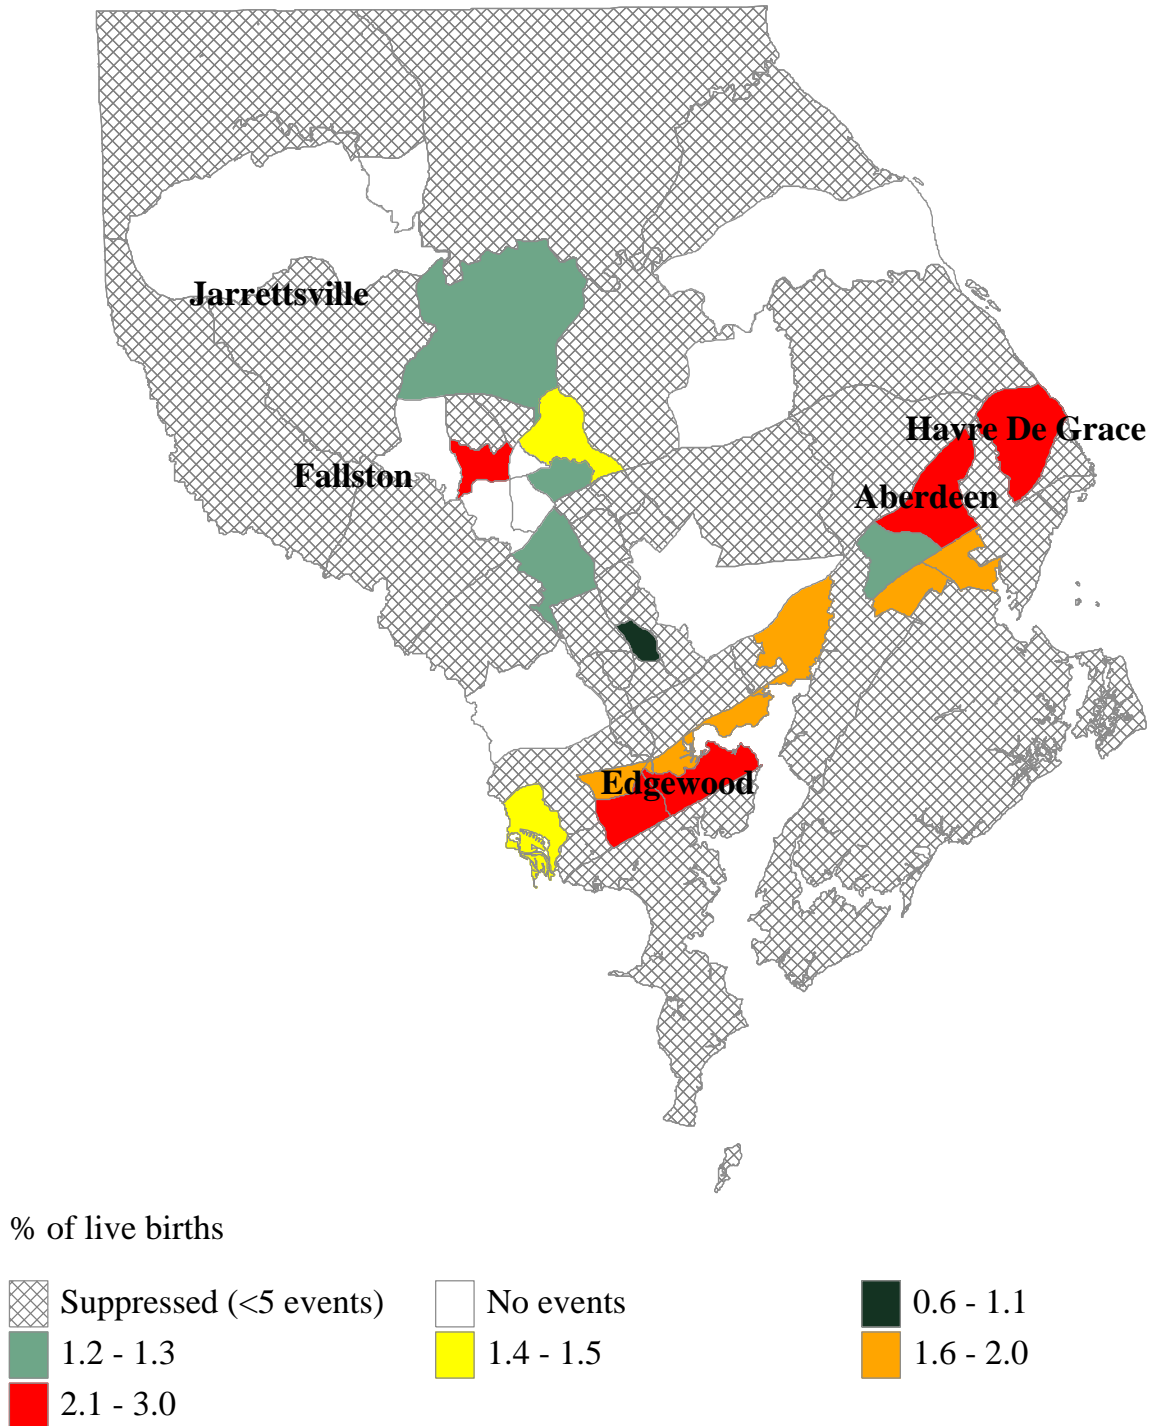 Jarrettsville
Havre De Grace
Fallston
Aberdeen
Edgewood
% of live births
Suppressed (<5 events)
No events
0.6 - 1.1
1.2 - 1.3
1.4 - 1.5
1.6 - 2.0
2.1 - 3.0